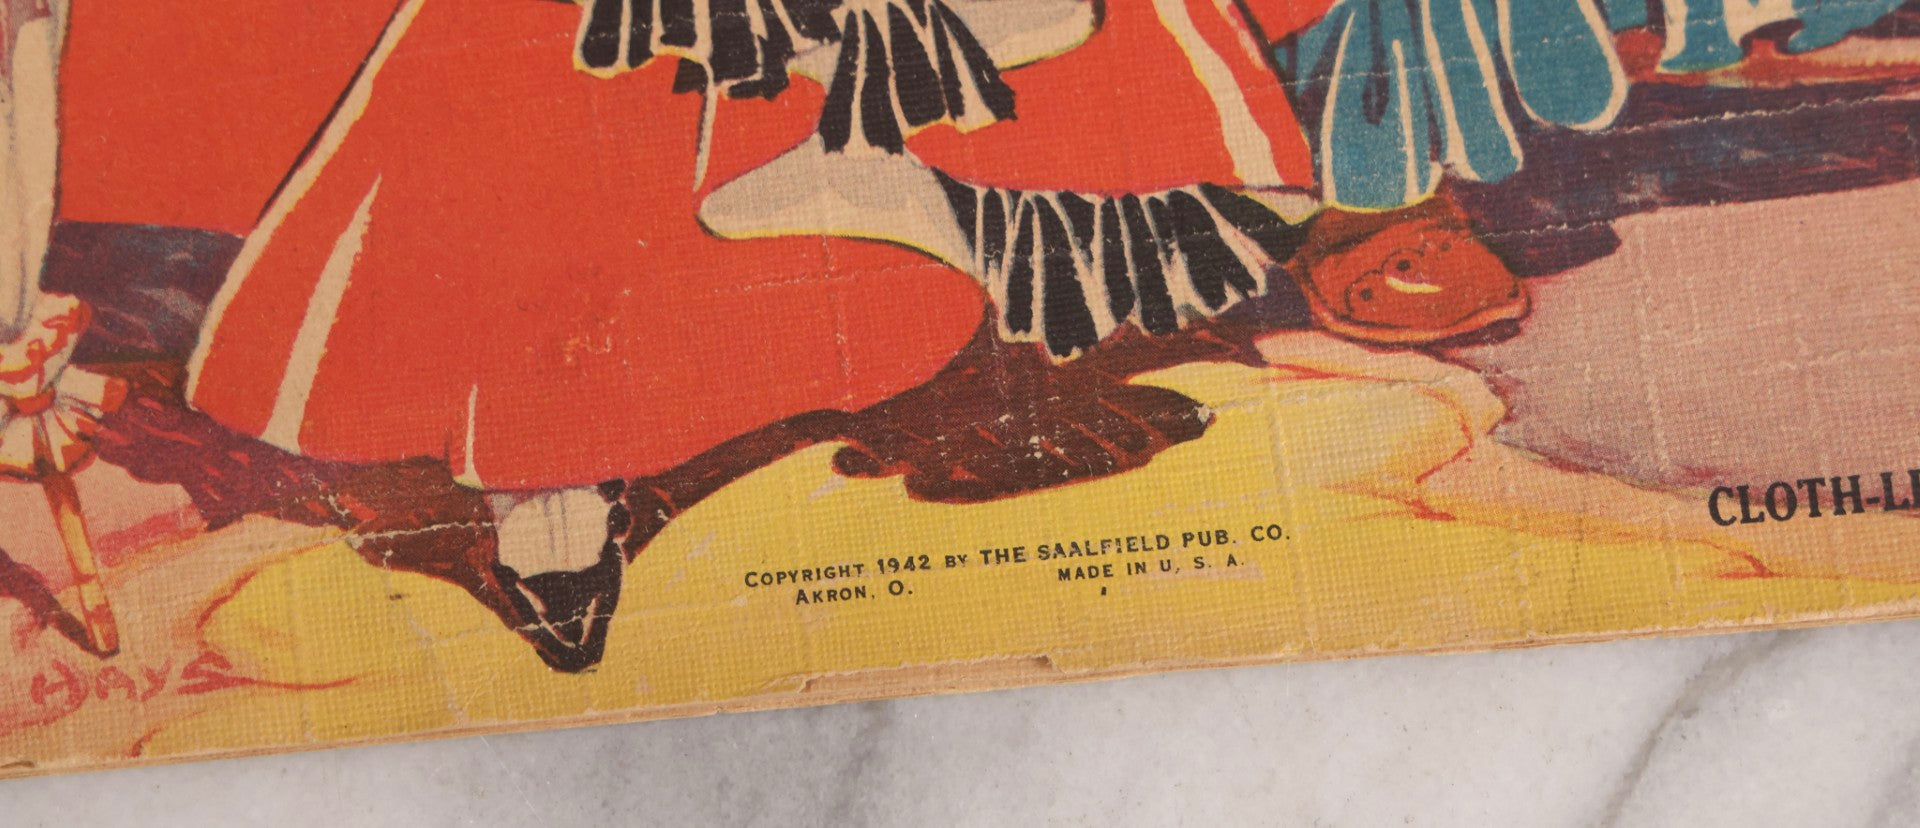 CLOTH-LI
COPYRIGHT 1942 BY THE SAALFIELD PUB. CO.
AKRON, O. MADE IN U. S. A.
HAYS